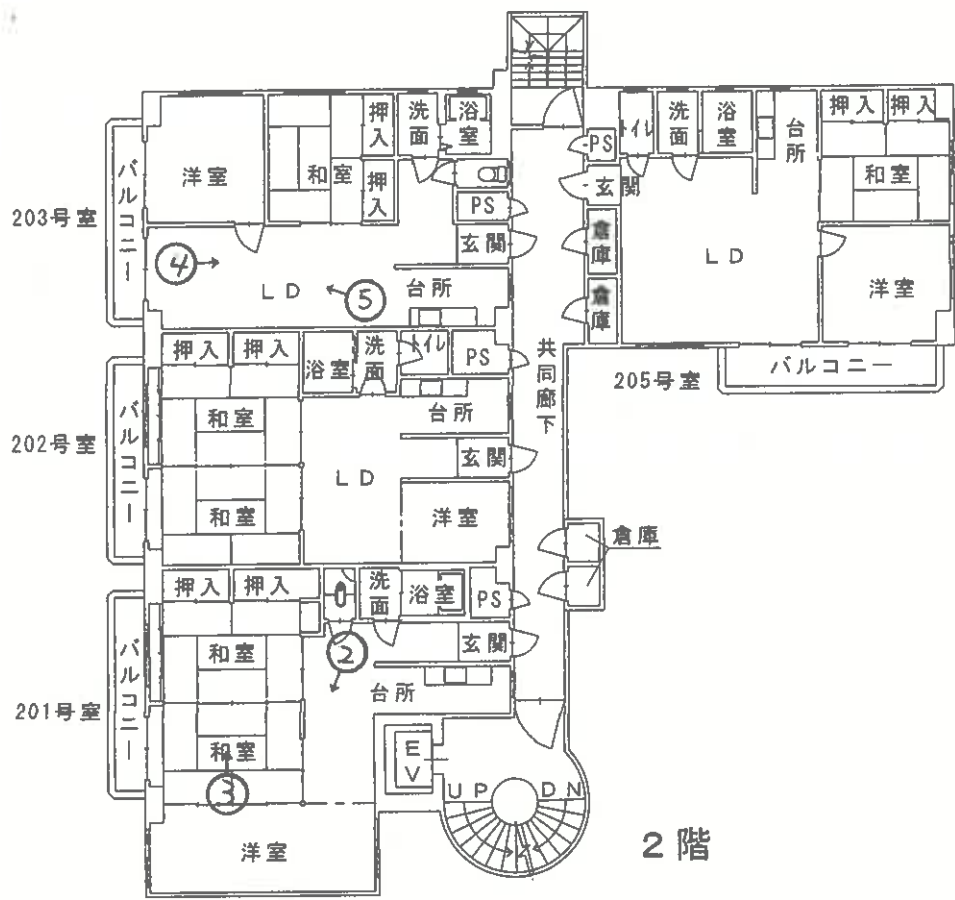 洗面
浴室
押入
トイレ
洗面
浴室
台所
押入
押入
バルコニー
洋室
和室
押入
PS
PS
玄関
和室
203号室
玄関
倉庫
④
LD
⑤
台所
倉庫
LD
洋室
押入
押入
浴室
洗面
トイレ
PS
共同廊下
205号室
バルコニー
202号室
バルコニー
和室
台所
玄関
LD
和室
洋室
倉庫
押入
押入
洗面
浴室
PS
201号室
バルコニー
和室
②
玄関
台所
和室
③
EV
UP
DN
洋室
2階